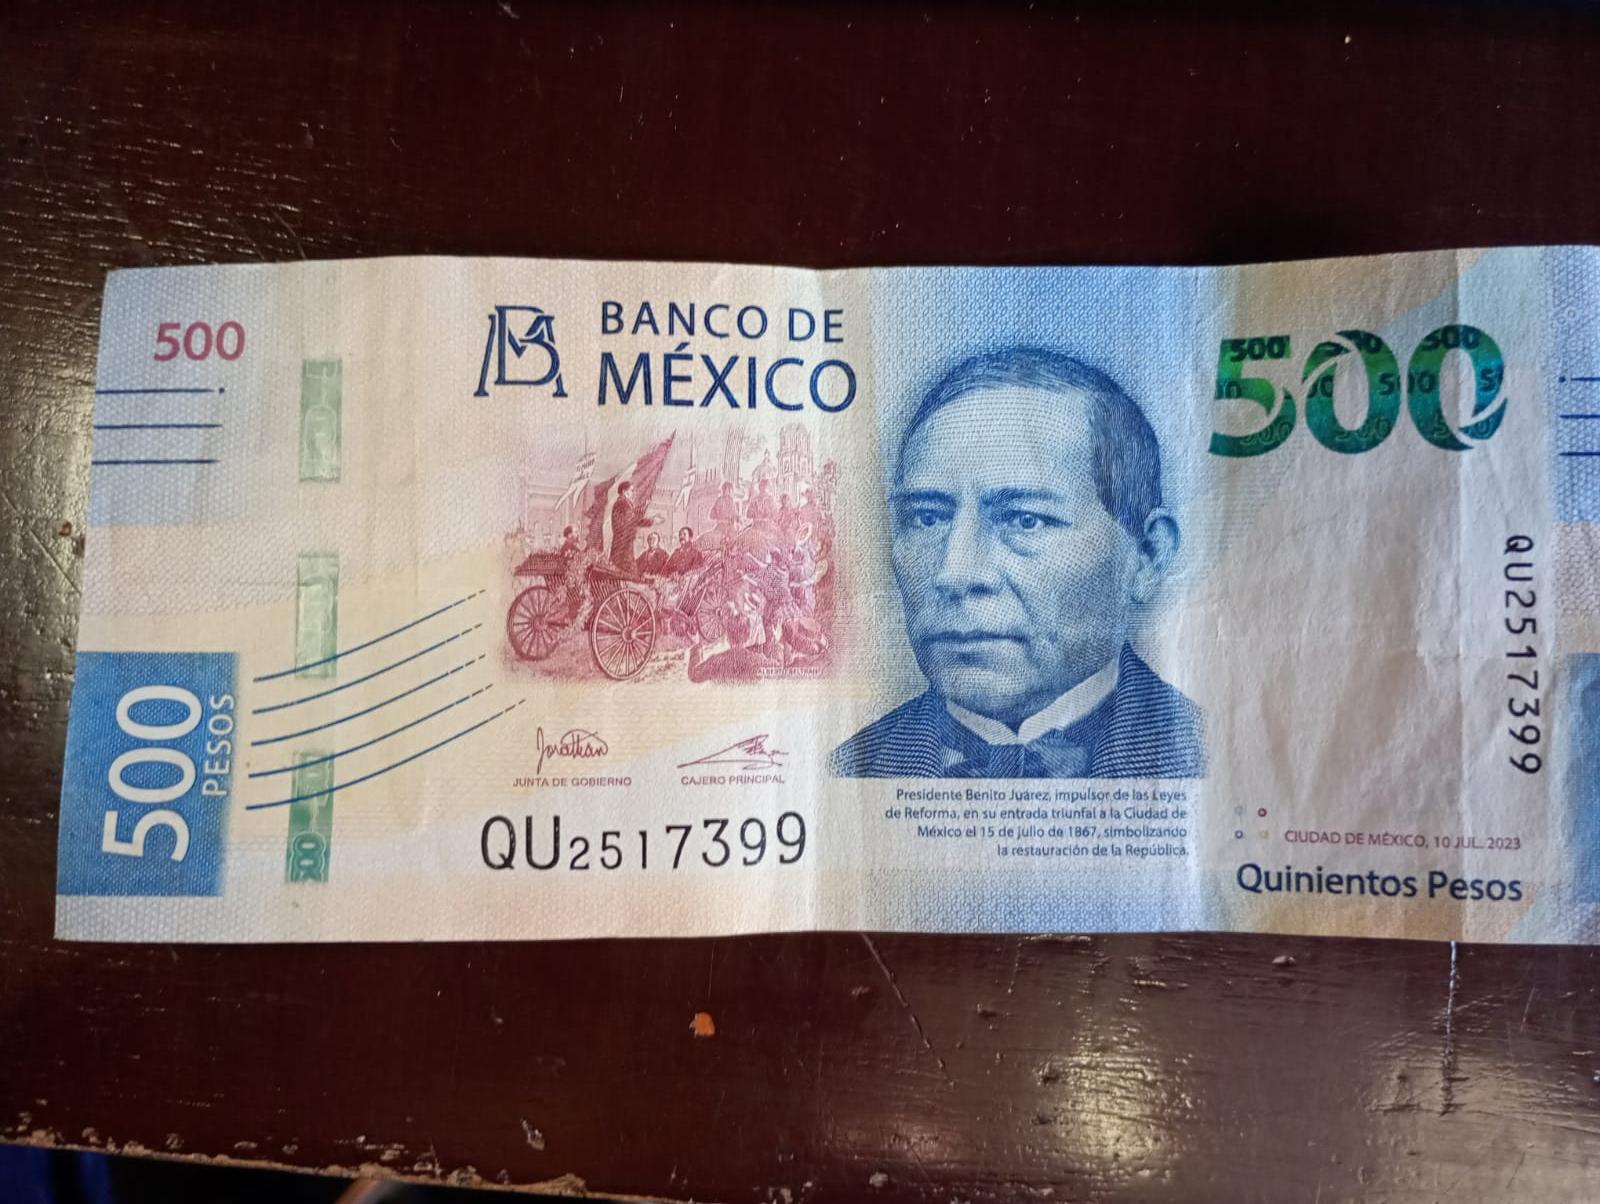 500
BM
BANCO DE
MÉXICO
500
500 PESOS
Jonathan
JUNTA DE GOBIERNO
CAJERO PRINCIPAL
QU2517399
Presidente Benito Juárez, impulsor de las Leyes
de Reforma, en su entrada triunfal a la Ciudad de
México el 15 de julio de 1867, simbolizando
la restauración de la República.
QU2517399
CIUDAD DE MÉXICO, 10 JUL. 2023
Quinientos Pesos